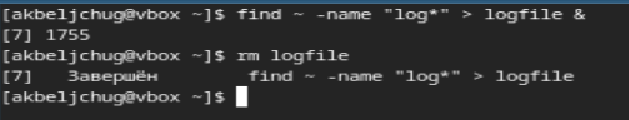 [akbeljchug@vbox ~]$ find ~ -name "log*" > logfile &
[7] 1755
[akbeljchug@vbox ~]$ rm logfile
[7]   Завершён        find ~ -name "log*" > logfile
[akbeljchug@vbox ~]$